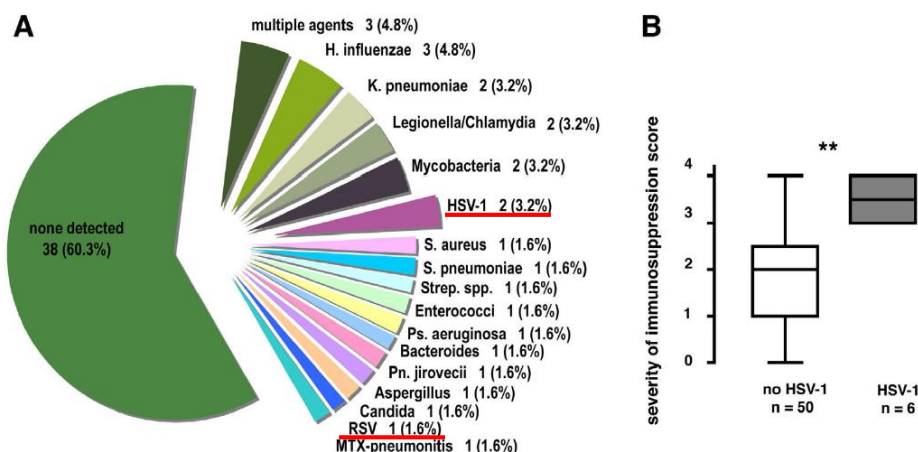 A
multiple agents 3 (4.8%)
H. influenzae 3 (4.8%)
K. pneumoniae 2 (3.2%)
Legionella/Chlamydia 2 (3.2%)
Mycobacteria 2 (3.2%)
HSV-1 2 (3.2%)
none detected
38 (60.3%)
S. aureus 1 (1.6%)
S. pneumoniae 1 (1.6%)
Strep. spp. 1 (1.6%)
Enterococci 1 (1.6%)
Ps. aeruginosa 1 (1.6%)
Bacteroides 1 (1.6%)
Pn. jirovecii 1 (1.6%)
Aspergillus 1 (1.6%)
Candida 1 (1.6%)
RSV 1 (1.6%)
MTX-pneumonitis 1 (1.6%)
B
severity of immunosuppression score
**
4
3
2
1
0
no HSV-1
n = 50
HSV-1
n = 6